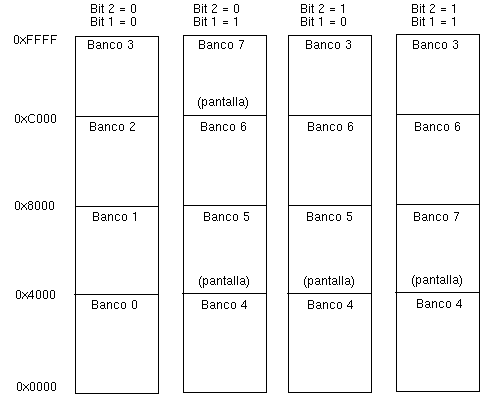 Bit 2 = 0 Bit 2 = 0 Bit 2 = 1 Bit 2 = 1
Bit 1 = 0 Bit 1 = 1 Bit 1 = 0 Bit 1 = 1
0xFFFF Banco 3 Banco 7 Banco 3 Banco 3
(pantalla)
0xC000 Banco 2 Banco 6 Banco 6 Banco 6
0x8000 Banco 1 Banco 5 Banco 5 Banco 7
(pantalla) (pantalla) (pantalla)
0x4000 Banco 0 Banco 4 Banco 4 Banco 4
0x0000